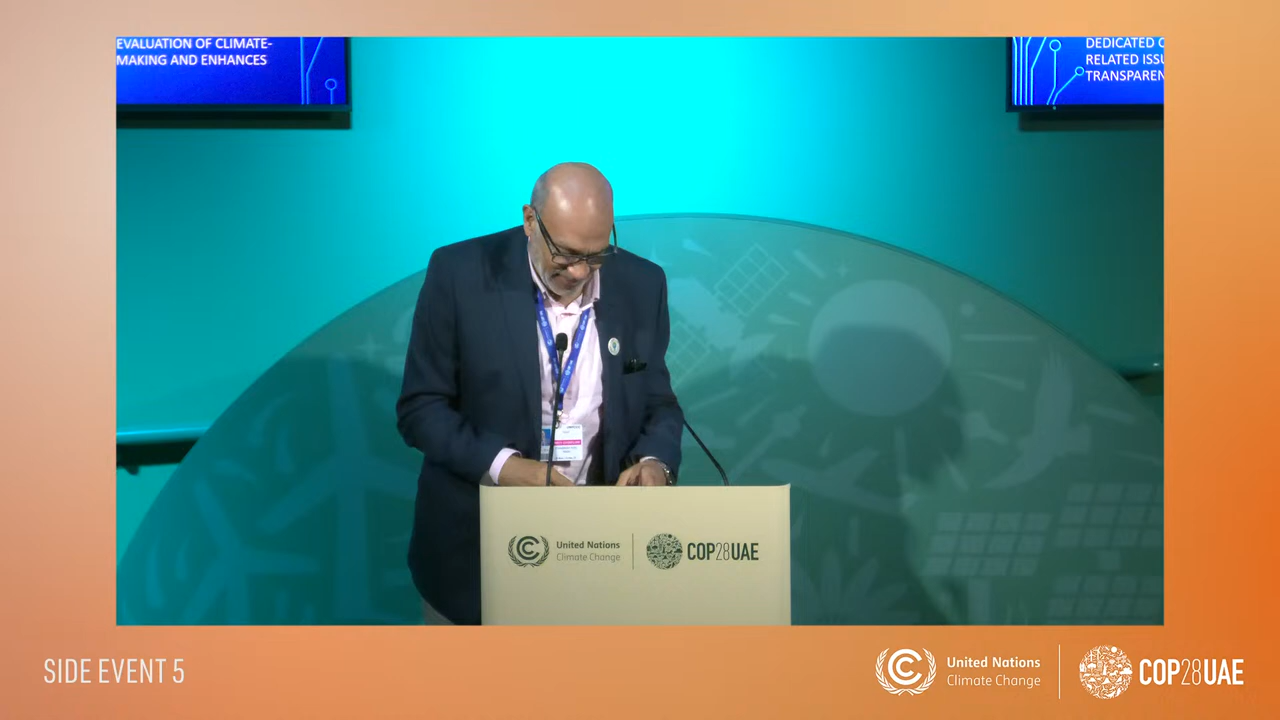 EVALUATION OF CLIMATE-
MAKING AND ENHANCES
DEDICATED
RELATED
TRANSPAREN
United Nations
Climate Change
COP28UAE
SIDE EVENT 5
United Nations
Climate Change
COP28UAE